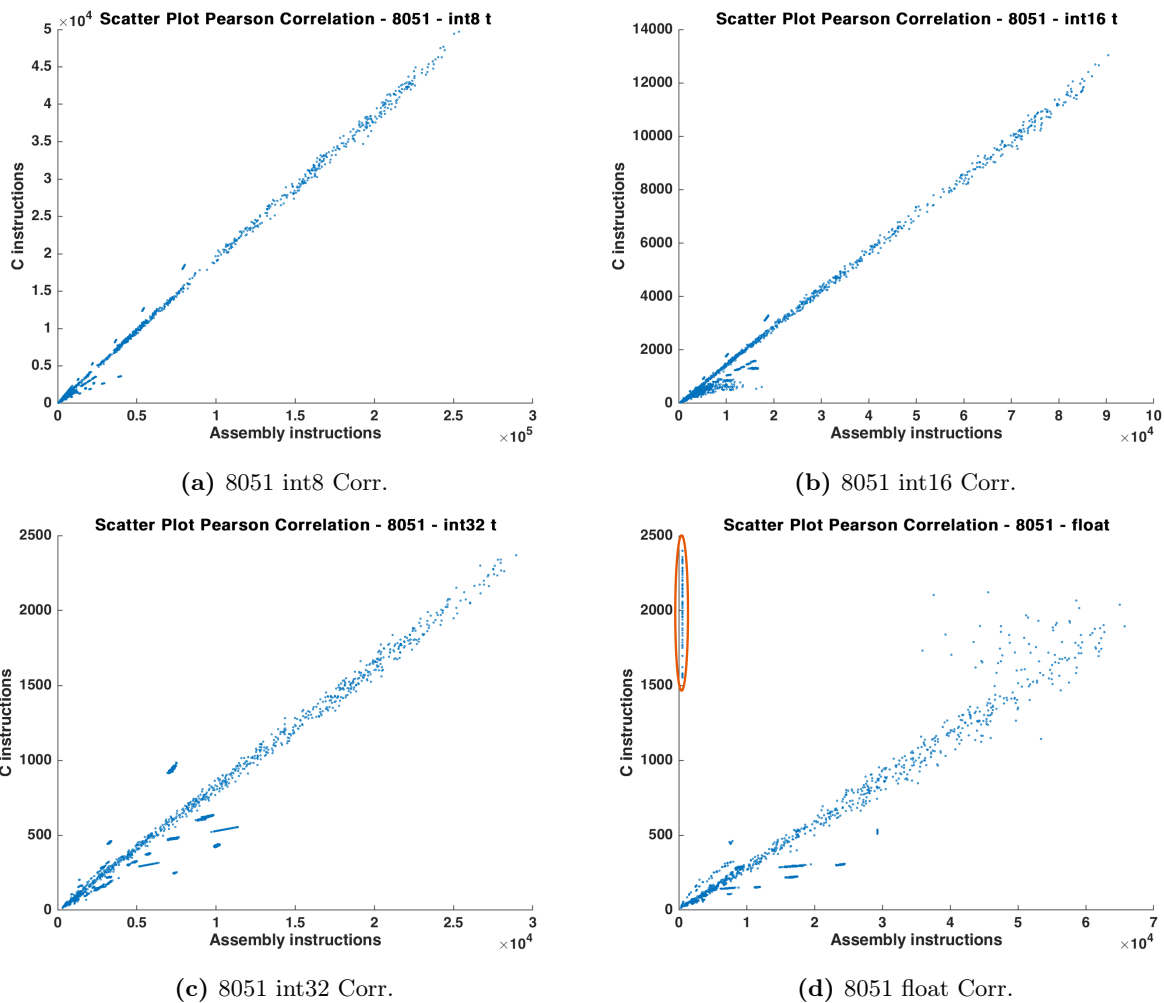 Scatter Plot Pearson Correlation - 8051 - int8 t
×10^4
C instructions
5
4.5
4
3.5
3
2.5
2
1.5
1
0.5
0
0 0.5 1 1.5 2 2.5 3
Assembly instructions
×10^5
(a) 8051 int8 Corr.
Scatter Plot Pearson Correlation - 8051 - int16 t
C instructions
14000
12000
10000
8000
6000
4000
2000
0
0 1 2 3 4 5 6 7 8 9 10
Assembly instructions
×10^4
(b) 8051 int16 Corr.
Scatter Plot Pearson Correlation - 8051 - int32 t
C instructions
2500
2000
1500
1000
500
0
0 0.5 1 1.5 2 2.5 3
Assembly instructions
×10^4
(c) 8051 int32 Corr.
Scatter Plot Pearson Correlation - 8051 - float
C instructions
2500
2000
1500
1000
500
0
0 1 2 3 4 5 6 7
Assembly instructions
×10^4
(d) 8051 float Corr.